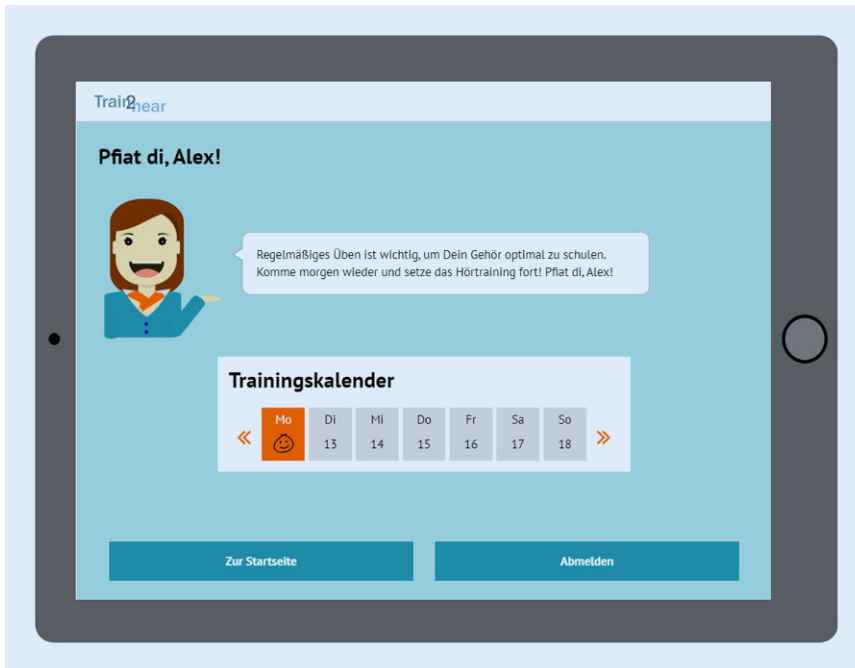 Train2hear
Pfiat di, Alex!
Regelmäßiges Üben ist wichtig, um Dein Gehör optimal zu schulen.
Komme morgen wieder und setze das Hörtraining fort! Pfiat di, Alex!
Trainingskalender
Mo Di Mi Do Fr Sa So
13 14 15 16 17 18
Zur Startseite Abmelden